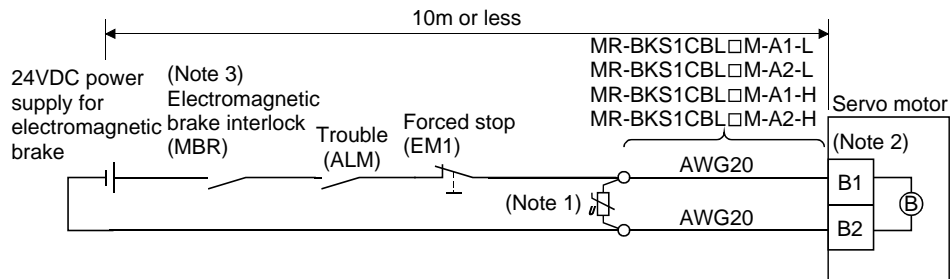 10m or less
MR-BKS1CBL□M-A1-L
MR-BKS1CBL□M-A2-L
MR-BKS1CBL□M-A1-H
MR-BKS1CBL□M-A2-H
24VDC power
supply for
electromagnetic
brake
(Note 3)
Electromagnetic
brake interlock
(MBR)
Trouble
(ALM)
Forced stop
(EM1)
Servo motor
(Note 2)
AWG20
B1
(Note 1)
B
AWG20
B2